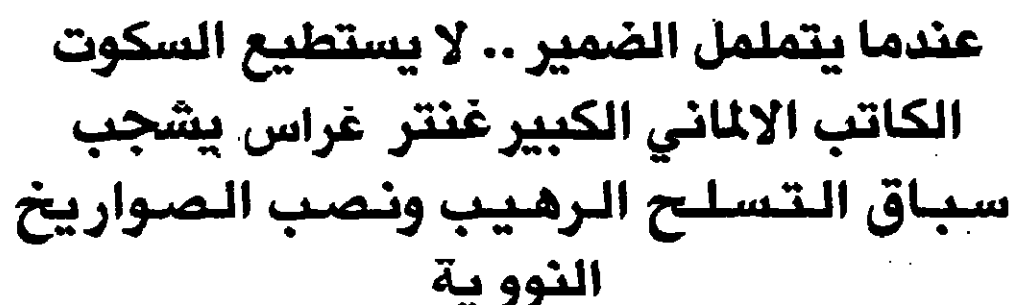 عندما يتململ الضمير .. لا يستطيع السكوت
الكاتب الالماني الكبير غنتر غراس يشجب
سباق التسلح الرهيب ونصب الصواريخ
النووية